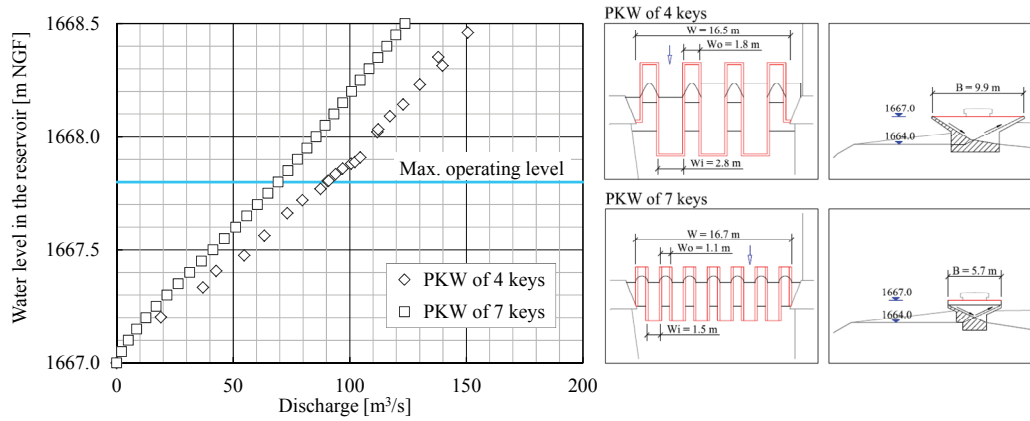 Water level in the reservoir [m NGF]
1668.5
1668.0
1667.5
1667.0
Max. operating level
PKW of 4 keys
PKW of 7 keys
0
50
100
150
200
Discharge [m³/s]
PKW of 4 keys
W = 16.5 m
Wo = 1.8 m
Wi = 2.8 m
B = 9.9 m
1667.0
1664.0
PKW of 7 keys
W = 16.7 m
Wo = 1.1 m
Wi = 1.5 m
B = 5.7 m
1667.0
1664.0